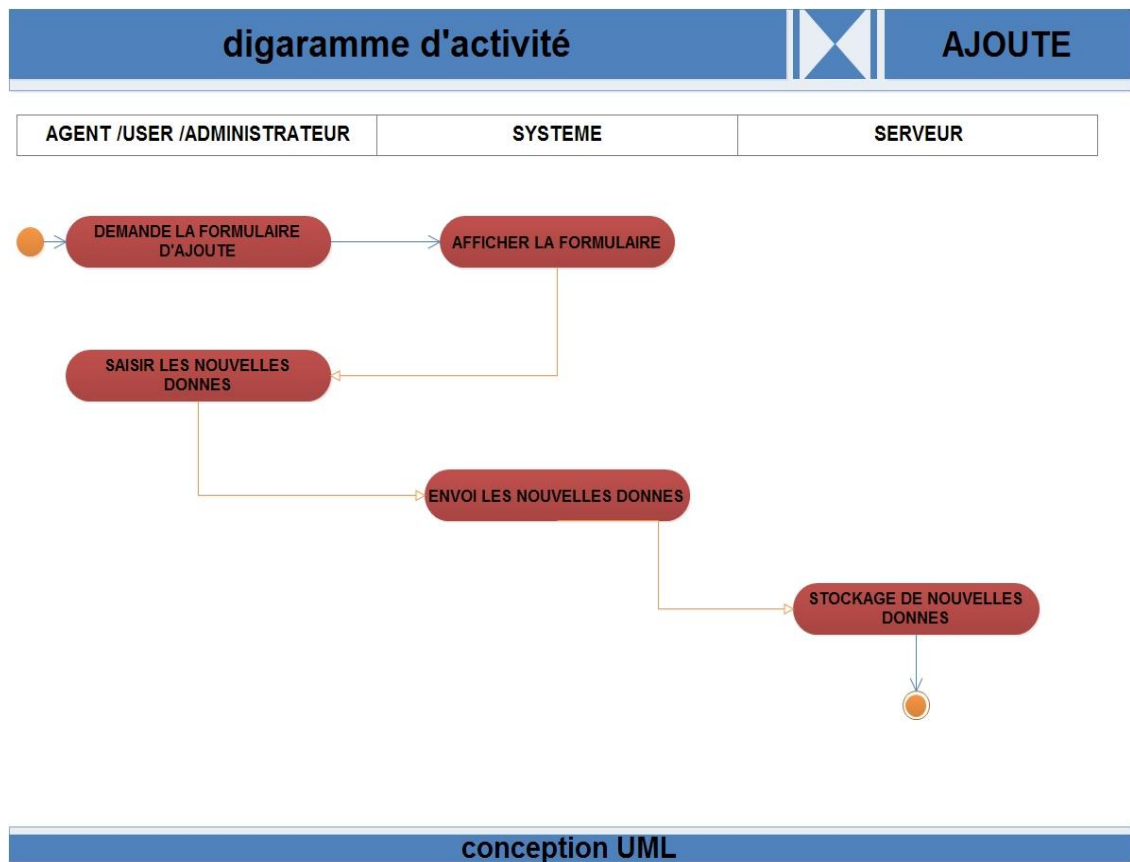 digaramme d'activité
AJOUTE
AGENT /USER /ADMINISTRATEUR
SYSTEME
SERVEUR
DEMANDE LA FORMULAIRE
D'AJOUTE
AFFICHER LA FORMULAIRE
SAISIR LES NOUVELLES
DONNES
ENVOI LES NOUVELLES DONNES
STOCKAGE DE NOUVELLES
DONNES
conception UML